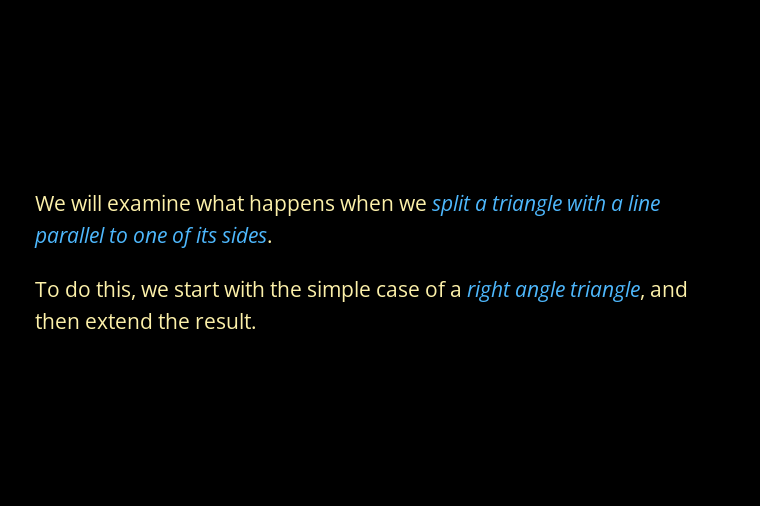 We will examine what happens when we split a triangle with a line
parallel to one of its sides.
To do this, we start with the simple case of a right angle triangle, and
then extend the result.